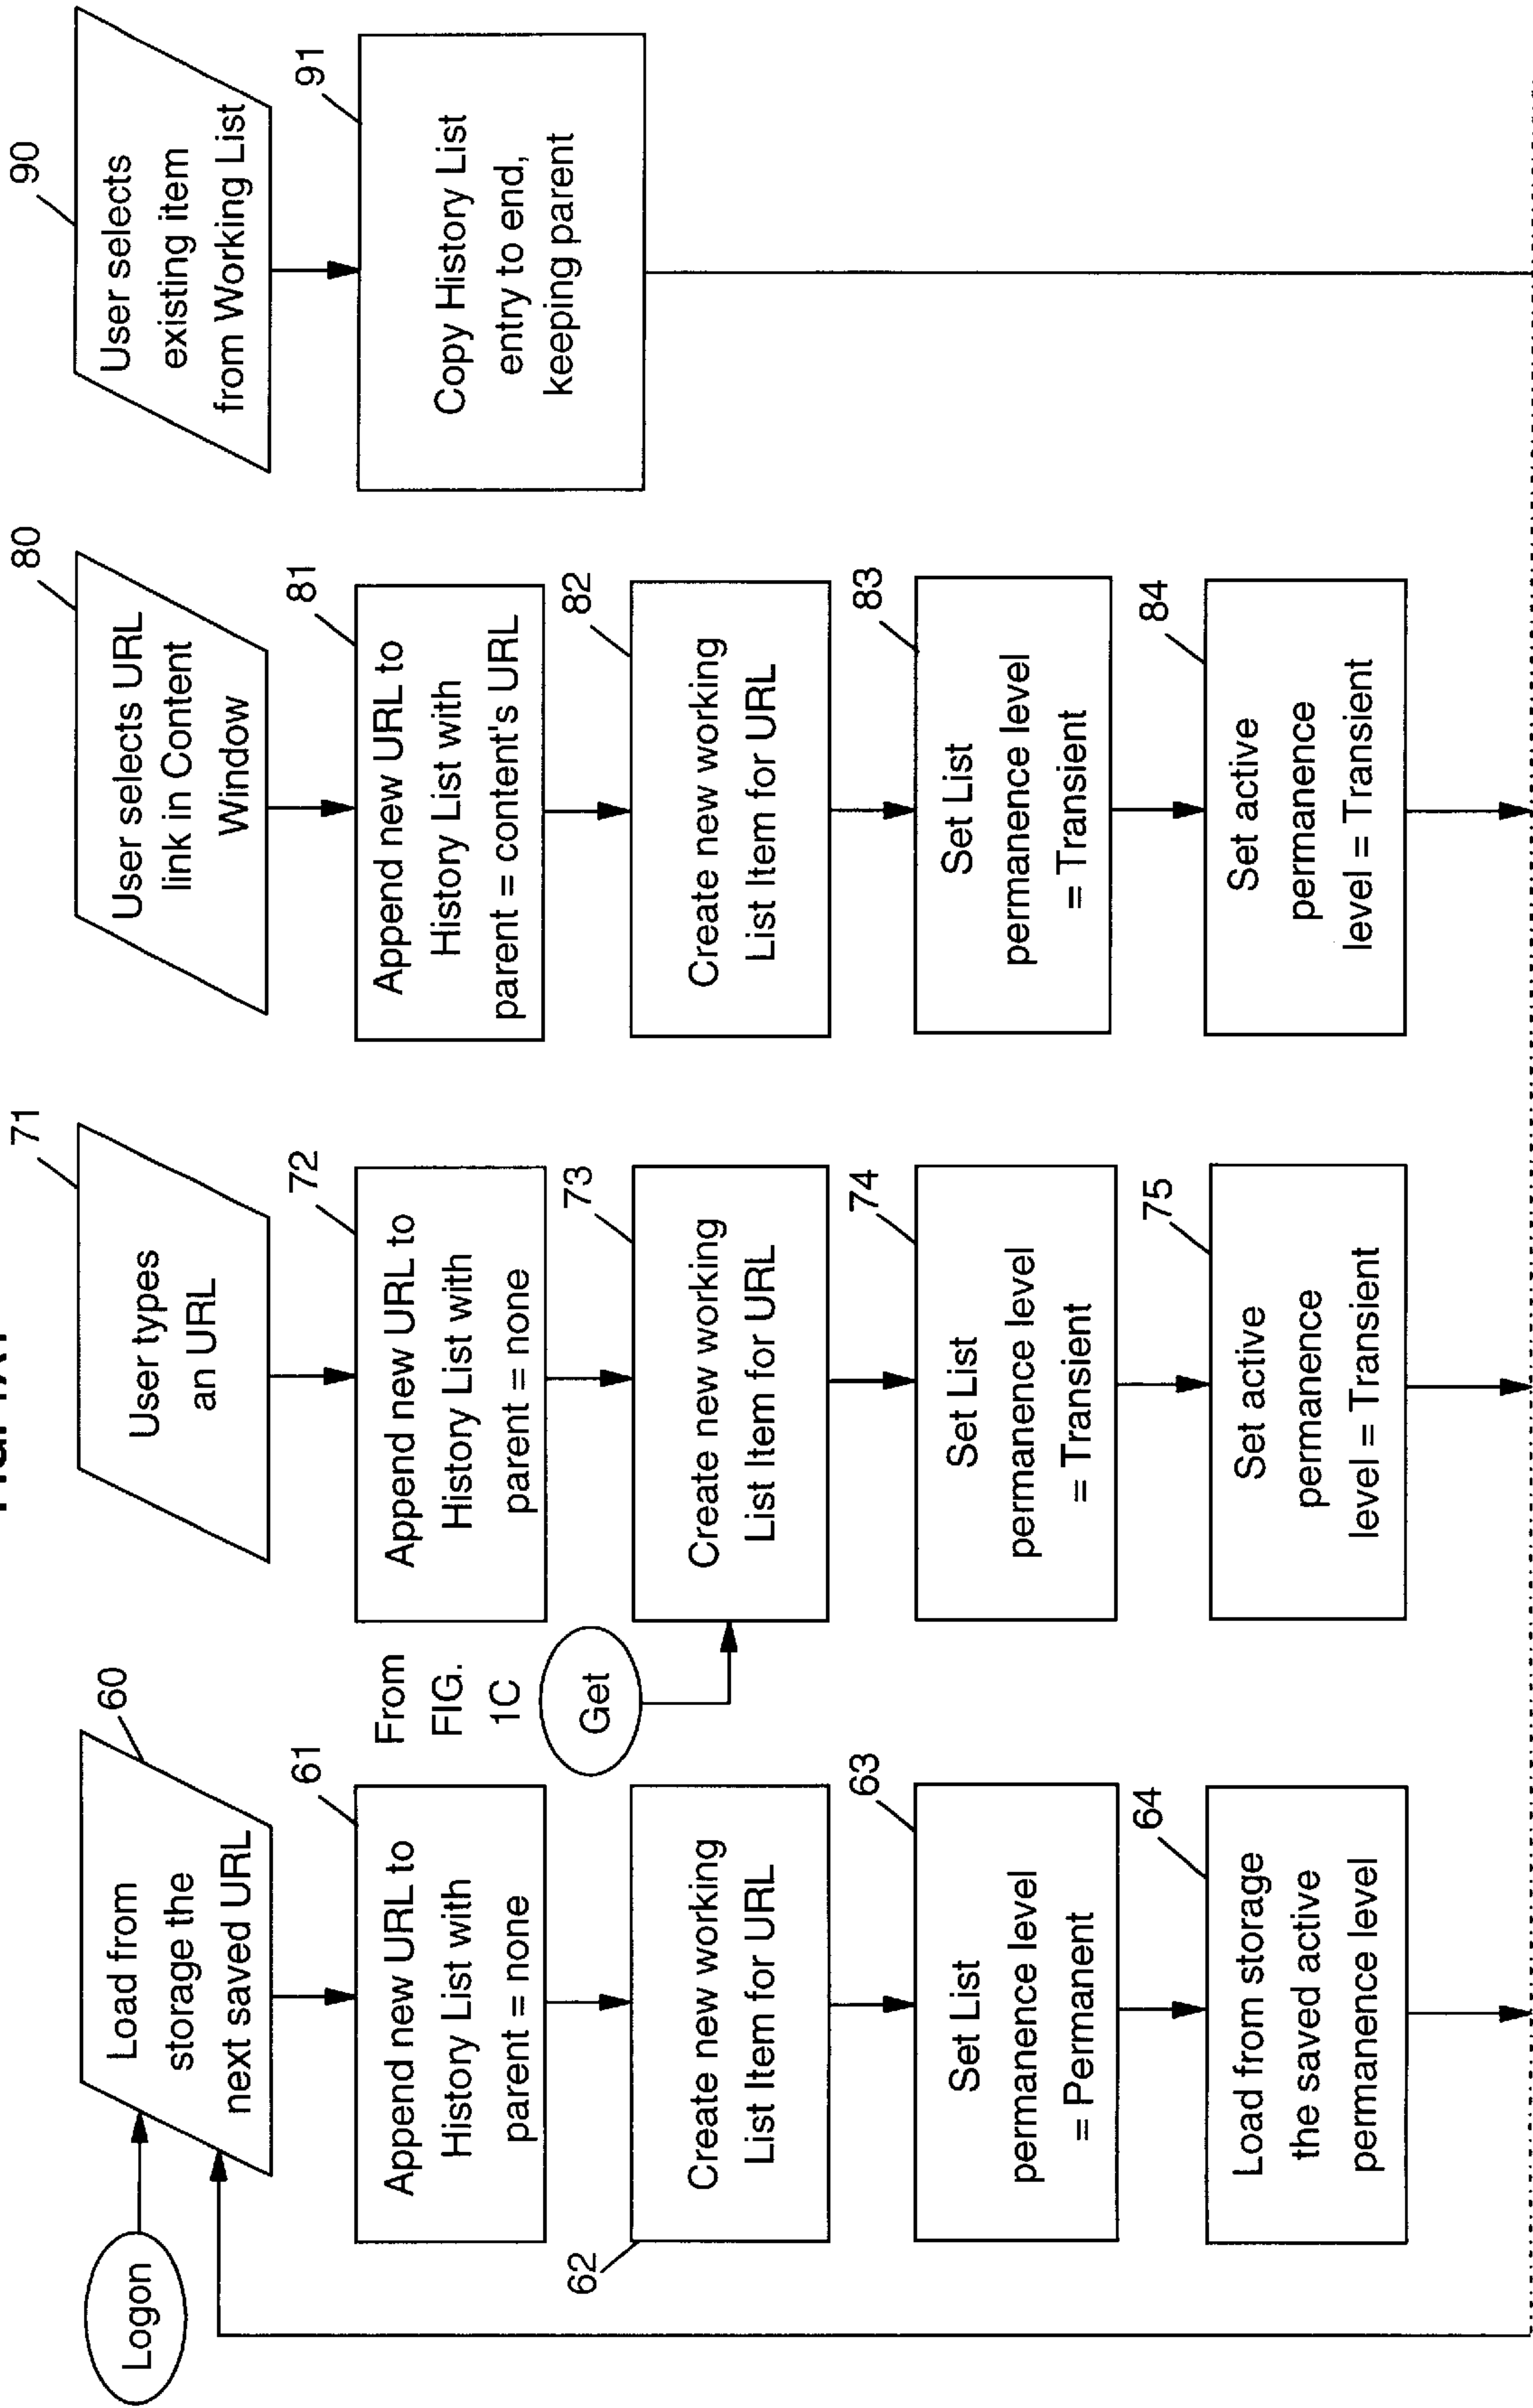 Logon
60
Load from
storage the
next saved URL
61
Append new URL to
History List with
parent = none
62
Create new working
List Item for URL
63
Set List
permanence level
= Permanent
64
Load from storage
the saved active
permanence level
71
User types
an URL
72
Append new URL to
History List with
parent = none
From
FIG.
1C
Get
73
Create new working
List Item for URL
74
Set List
permanence level
= Transient
75
Set active
permanence
level = Transient
80
User selects URL
link in Content
Window
81
Append new URL to
History List with
parent = content's URL
82
Create new working
List Item for URL
83
Set List
permanence level
= Transient
84
Set active
permanence
level = Transient
90
User selects
existing item
from Working List
91
Copy History List
entry to end,
keeping parent